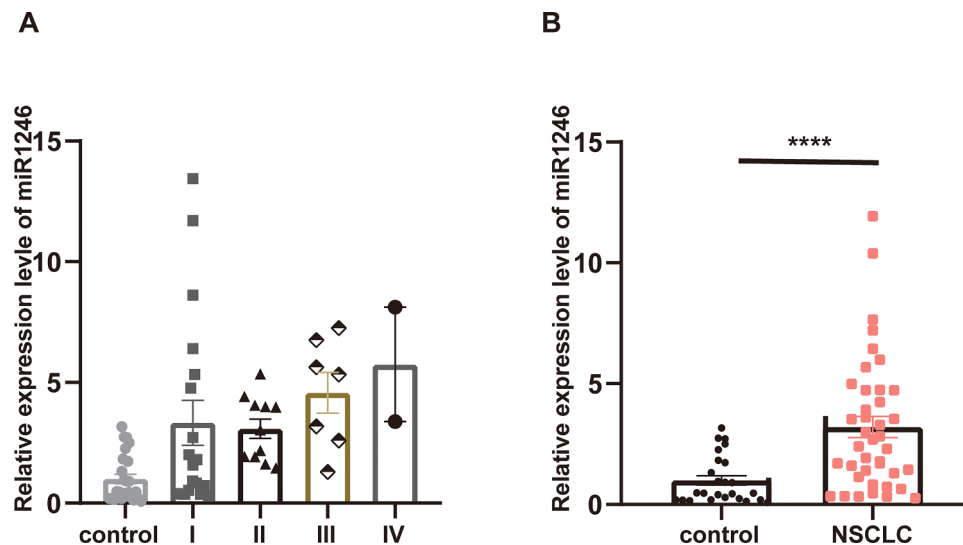 A
Relative expression levle of miR1246
15
10
5
0
control I II III IV
B
Relative expression level of miR1246
15
10
5
0
****
control NSCLC